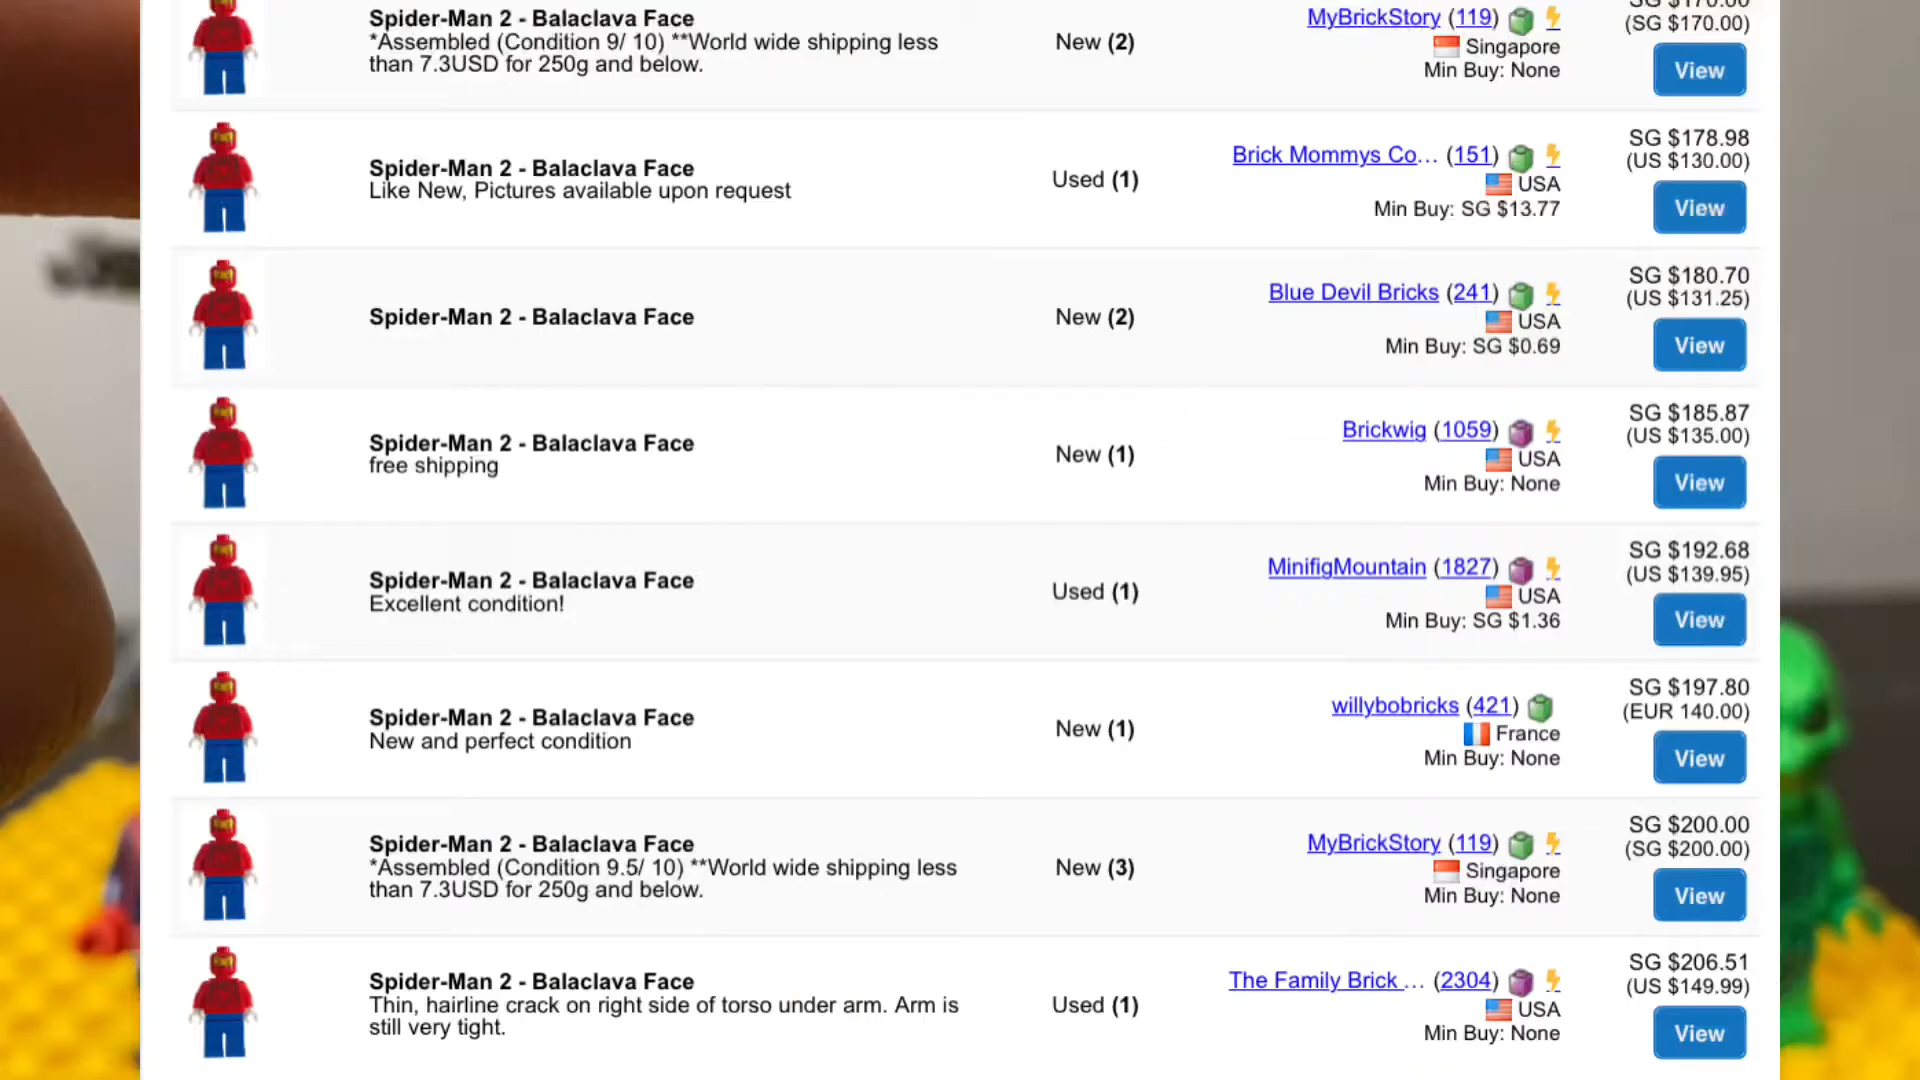 Spider-Man 2 - Balaclava Face
*Assembled (Condition 9/ 10) **World wide shipping less
than 7.3USD for 250g and below.
New (2)
MyBrickStory (119)
Singapore
Min Buy: None
SG $170.00
(SG $170.00)
View
Spider-Man 2 - Balaclava Face
Like New, Pictures available upon request
Used (1)
Brick Mommys Co... (151)
USA
Min Buy: SG $13.77
SG $178.98
(US $130.00)
View
Spider-Man 2 - Balaclava Face
New (2)
Blue Devil Bricks (241)
USA
Min Buy: SG $0.69
SG $180.70
(US $131.25)
View
Spider-Man 2 - Balaclava Face
free shipping
New (1)
Brickwig (1059)
USA
Min Buy: None
SG $185.87
(US $135.00)
View
Spider-Man 2 - Balaclava Face
Excellent condition!
Used (1)
MinifigMountain (1827)
USA
Min Buy: SG $1.36
SG $192.68
(US $139.95)
View
Spider-Man 2 - Balaclava Face
New and perfect condition
New (1)
willybobricks (421)
France
Min Buy: None
SG $197.80
(EUR 140.00)
View
Spider-Man 2 - Balaclava Face
*Assembled (Condition 9.5/ 10) **World wide shipping less
than 7.3USD for 250g and below.
New (3)
MyBrickStory (119)
Singapore
Min Buy: None
SG $200.00
(SG $200.00)
View
Spider-Man 2 - Balaclava Face
Thin, hairline crack on right side of torso under arm. Arm is
still very tight.
Used (1)
The Family Brick ... (2304)
USA
Min Buy: None
SG $206.51
(US $149.99)
View